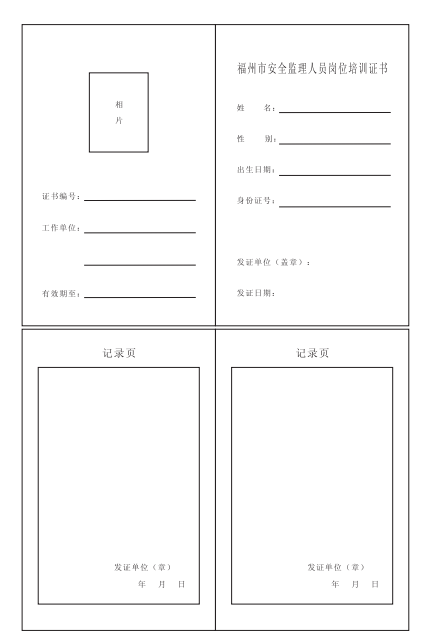 相
片
证书编号：
工作单位：
有效期至：
福州市安全监理人员岗位培训证书
姓 名：
性 别：
出生日期：
身份证号：
发证单位（盖章）：
发证日期：
记录页
发证单位（章）
年 月 日
记录页
发证单位（章）
年 月 日